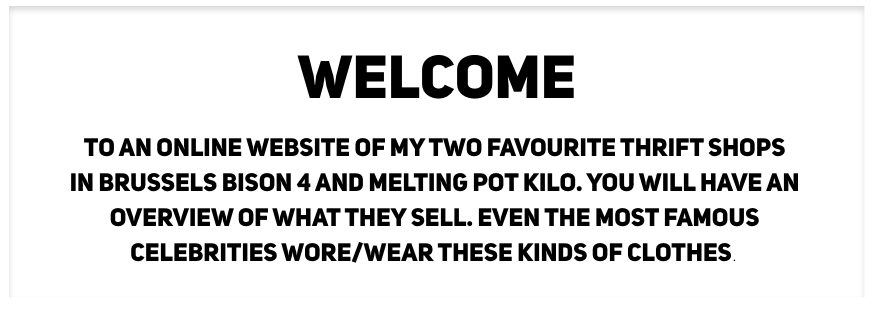 WELCOME
TO AN ONLINE WEBSITE OF MY TWO FAVOURITE THRIFT SHOPS
IN BRUSSELS BISON 4 AND MELTING POT KILO. YOU WILL HAVE AN
OVERVIEW OF WHAT THEY SELL. EVEN THE MOST FAMOUS
CELEBRITIES WORE/WEAR THESE KINDS OF CLOTHES.